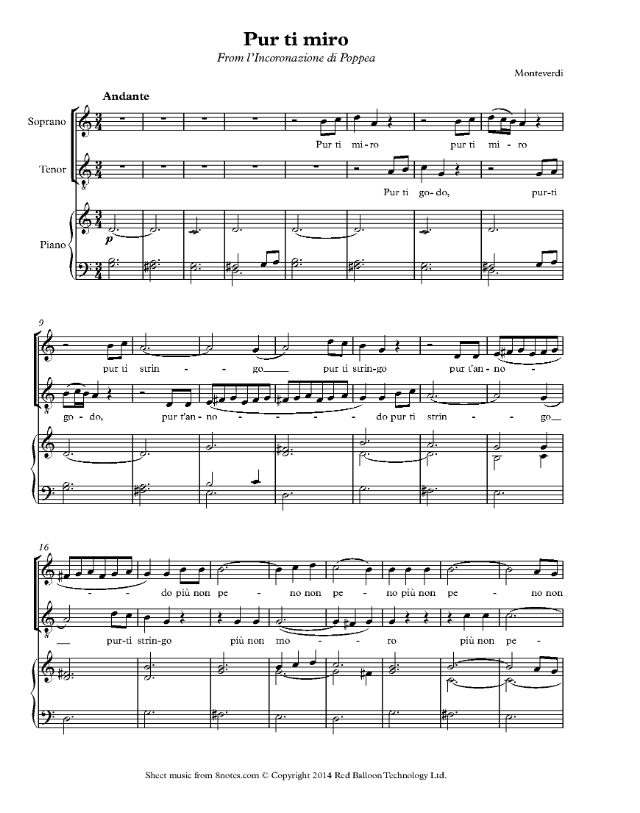 Pur ti miro
From l'Incoronazione di Poppea
Monteverdi
Andante
Soprano
Pur ti mi - ro pur ti mi - ro
Tenor
Pur ti go - do, pur-ti
Piano
p
9
pur ti strin - - go pur ti strin-go pur t'an - no -
go - do, pur t'an - no - - - - do pur ti strin - - go
16
- - - do più non pe - no non pe - no più non pe - no non
pur-ti strin-go più non mo - - ro più non pe -
Sheet music from 8notes.com © Copyright 2014 Red Balloon Technology Ltd.